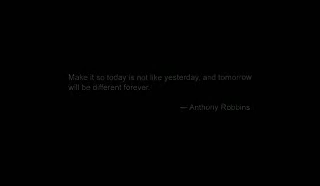 Make it so today is not like yesterday, and tomorrow
will be different forever.
— Anthony Robbins